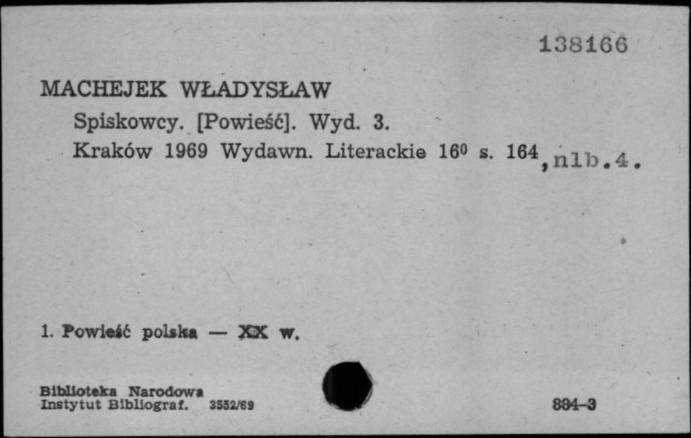 138166
MACHEJEK WŁADYSŁAW
Spiskowcy. [Powieść]. Wyd. 3.
Kraków 1969 Wydawn. Literackie 16⁰ s. 164, nlb.4.
1. Powieść polska — XX w.
Biblioteka Narodowa
Instytut Bibliograf. 3552/69
884-3